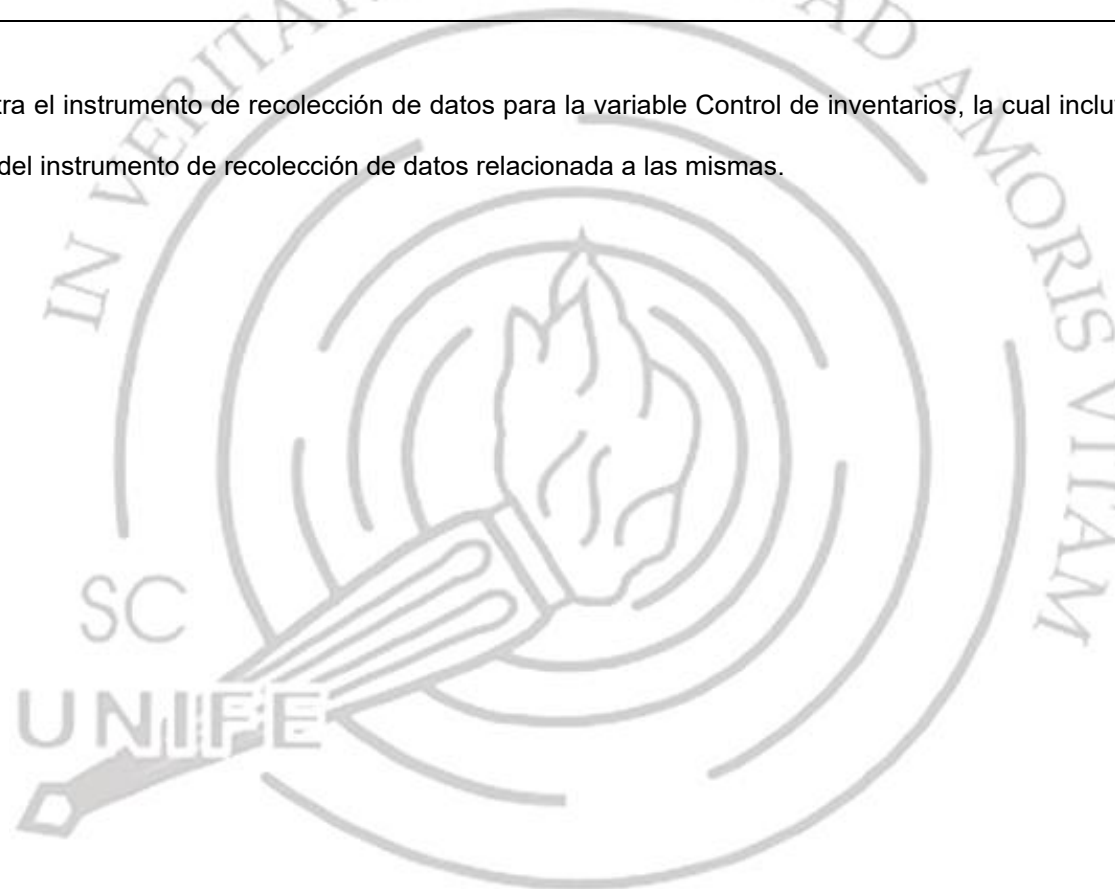 tra el instrumento de recolección de datos para la variable Control de inventarios, la cual inclu
del instrumento de recolección de datos relacionada a las mismas.
IN VERITA
AD AMORIS VITAM
SC
UNIFE